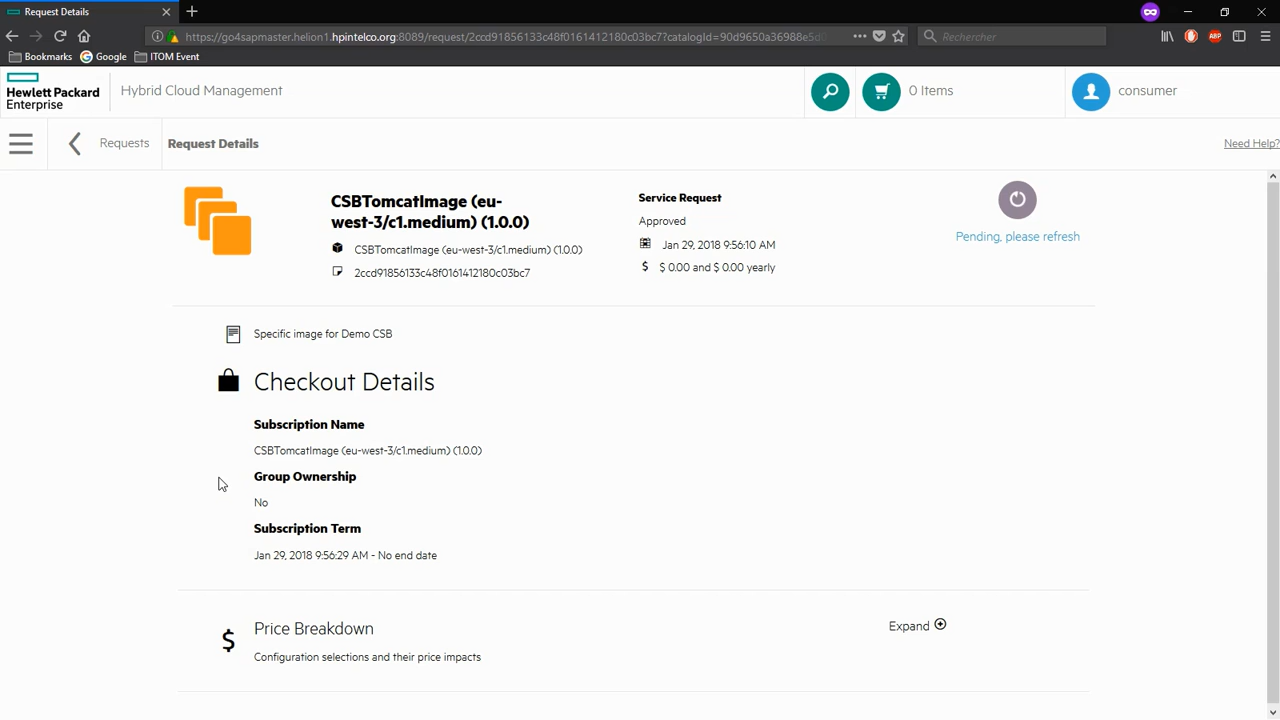 Request Details
https://go4sapmaster.helion1.hpintelco.org:8089/request/2ccd91856133c48f0161412180c03bc7?catalogId=90d9650a36988e5d
Rechercher
Bookmarks Google ITOM Event
Hewlett Packard
Enterprise
Hybrid Cloud Management
0 Items
consumer
Requests
Request Details
Need Help?
CSBTomcatImage (eu-
west-3/c1.medium) (1.0.0)
CSBTomcatImage (eu-west-3/c1.medium) (1.0.0)
2ccd91856133c48f0161412180c03bc7
Service Request
Approved
Jan 29, 2018 9:56:10 AM
$ $ 0.00 and $ 0.00 yearly
Pending, please refresh
Specific image for Demo CSB
Checkout Details
Subscription Name
CSBTomcatImage (eu-west-3/c1.medium) (1.0.0)
Group Ownership
No
Subscription Term
Jan 29, 2018 9:56:29 AM - No end date
$
Price Breakdown
Expand
Configuration selections and their price impacts